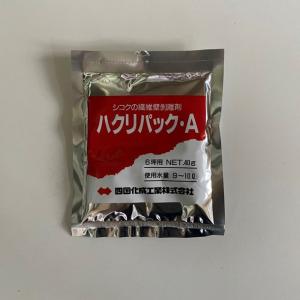 シコクの繊維壁剥離剤
ハクリパック・A
6坪用 NET.40g
使用水量 9〜10ℓ
四国化成工業株式会社